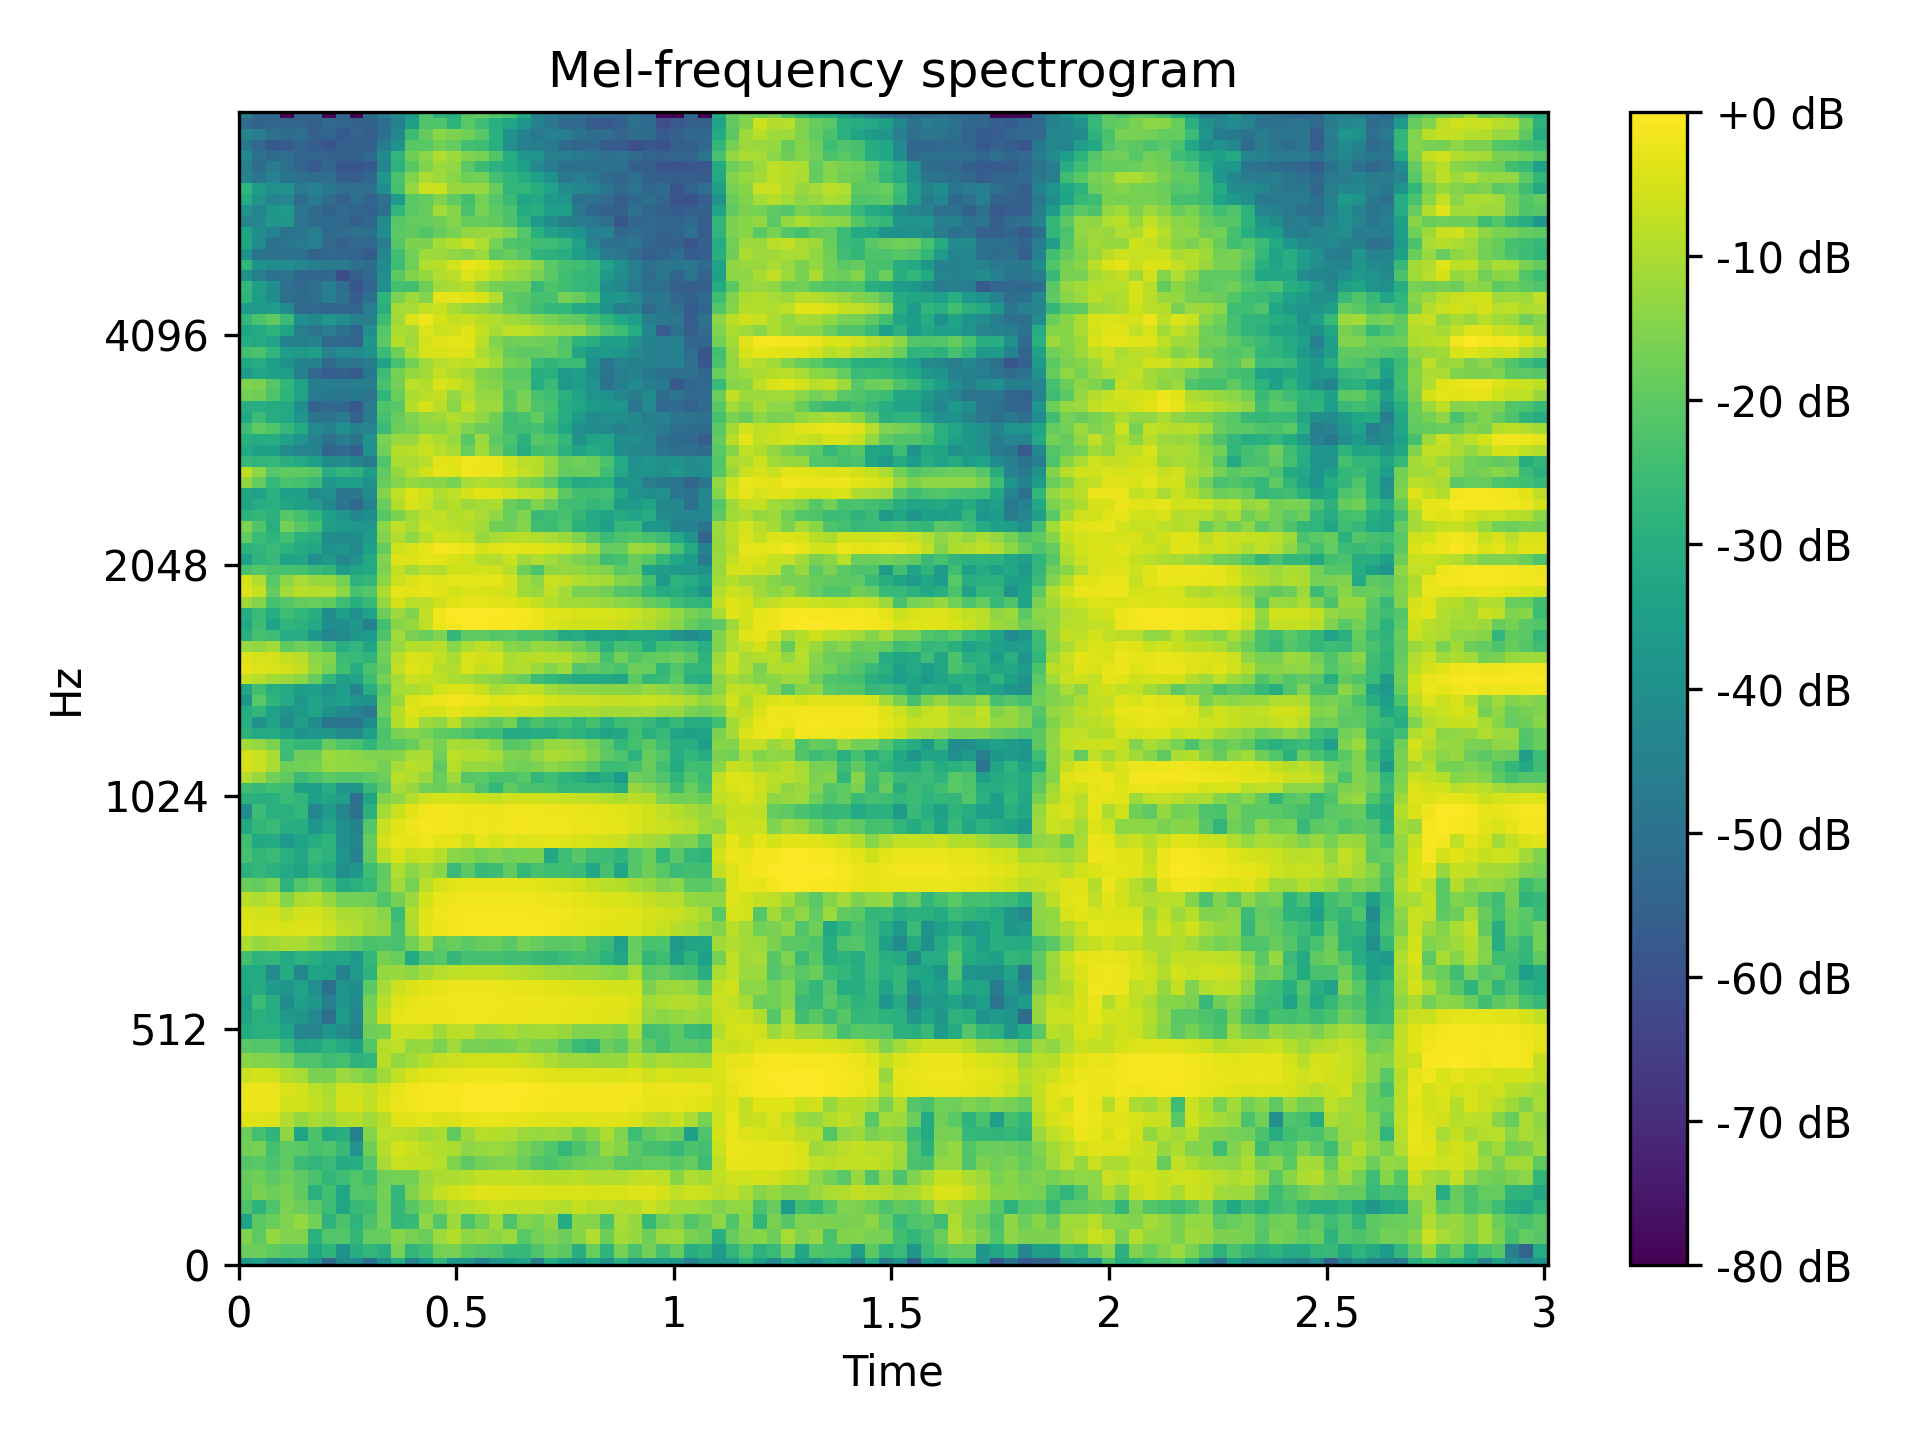 Mel-frequency spectrogram
+0 dB
-10 dB
4096
-20 dB
-30 dB
2048
Hz
-40 dB
1024
-50 dB
-60 dB
512
-70 dB
0
-80 dB
0 0.5 1 1.5 2 2.5 3
Time